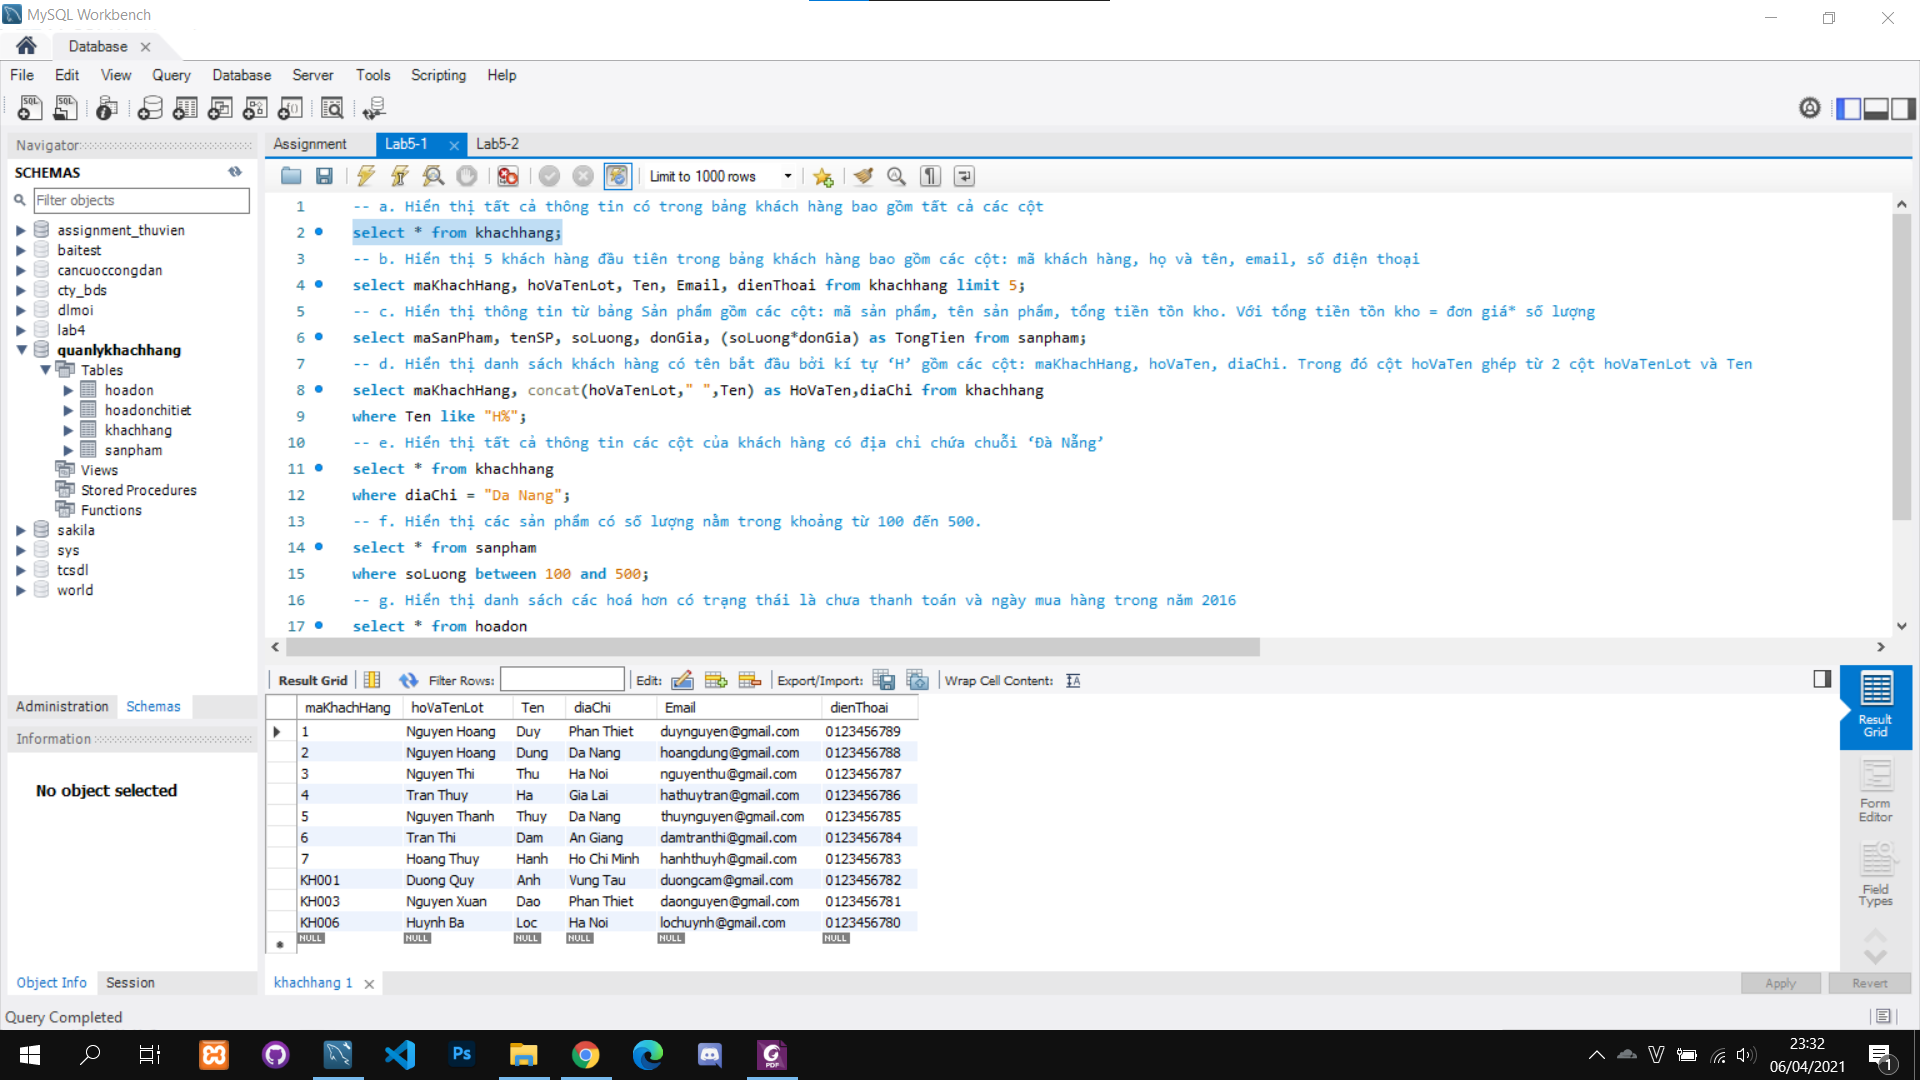 MySQL Workbench
Database
File Edit View Query Database Server Tools Scripting Help
Navigator
SCHEMAS
Filter objects
assignment_thuvien
baitest
cancuoccongdan
cty_bds
dlmoi
lab4
quanlykhachhang
Tables
hoadon
hoadonchitiet
khachhang
sanpham
Views
Stored Procedures
Functions
sakila
sys
tcsdl
world
Administration Schemas
Information
No object selected
Object Info Session
Query Completed
Assignment Lab5-1 Lab5-2
Limit to 1000 rows
1 -- a. Hiển thị tất cả thông tin có trong bảng khách hàng bao gồm tất cả các cột
2 select * from khachhang;
3 -- b. Hiển thị 5 khách hàng đầu tiên trong bảng khách hàng bao gồm các cột: mã khách hàng, họ và tên, email, số điện thoại
4 select maKhachHang, hoVaTenLot, Ten, Email, dienThoai from khachhang limit 5;
5 -- c. Hiển thị thông tin từ bảng Sản phẩm gồm các cột: mã sản phẩm, tên sản phẩm, tổng tiền tồn kho. Với tổng tiền tồn kho = đơn giá* số lượng
6 select maSanPham, tenSP, soLuong, donGia, (soLuong*donGia) as TongTien from sanpham;
7 -- d. Hiển thị danh sách khách hàng có tên bắt đầu bởi kí tự ‘H’ gồm các cột: maKhachHang, hoVaTen, diaChi. Trong đó cột hoVaTen ghép từ 2 cột hoVaTenLot và Ten
8 select maKhachHang, concat(hoVaTenLot," ",Ten) as HoVaTen,diaChi from khachhang
9 where Ten like "H%";
10 -- e. Hiển thị tất cả thông tin các cột của khách hàng có địa chỉ chứa chuỗi ‘Đà Nẵng’
11 select * from khachhang
12 where diaChi = "Da Nang";
13 -- f. Hiển thị các sản phẩm có số lượng nằm trong khoảng từ 100 đến 500.
14 select * from sanpham
15 where soLuong between 100 and 500;
16 -- g. Hiển thị danh sách các hoá hơn có trạng thái là chưa thanh toán và ngày mua hàng trong năm 2016
17 select * from hoadon
Result Grid Filter Rows: Edit: Export/Import: Wrap Cell Content:
maKhachHang hoVaTenLot Ten diaChi Email dienThoai
1 Nguyen Hoang Duy Phan Thiet duynguyen@gmail.com 0123456789
2 Nguyen Hoang Dung Da Nang hoangdung@gmail.com 0123456788
3 Nguyen Thi Thu Ha Noi nguyenthu@gmail.com 0123456787
4 Tran Thuy Ha Gia Lai hathuytran@gmail.com 0123456786
5 Nguyen Thanh Thuy Da Nang thuynguyen@gmail.com 0123456785
6 Tran Thi Dam An Giang damtranthi@gmail.com 0123456784
7 Hoang Thuy Hanh Ho Chi Minh hanhthuyh@gmail.com 0123456783
KH001 Duong Quy Anh Vung Tau duongcam@gmail.com 0123456782
KH003 Nguyen Xuan Dao Phan Thiet daonguyen@gmail.com 0123456781
KH006 Huynh Ba Loc Ha Noi lochuynh@gmail.com 0123456780
NULL NULL NULL NULL NULL NULL
Result Grid
Form Editor
Field Types
khachhang 1
Apply Revert
Ps
PDF
V
23:32
06/04/2021
1